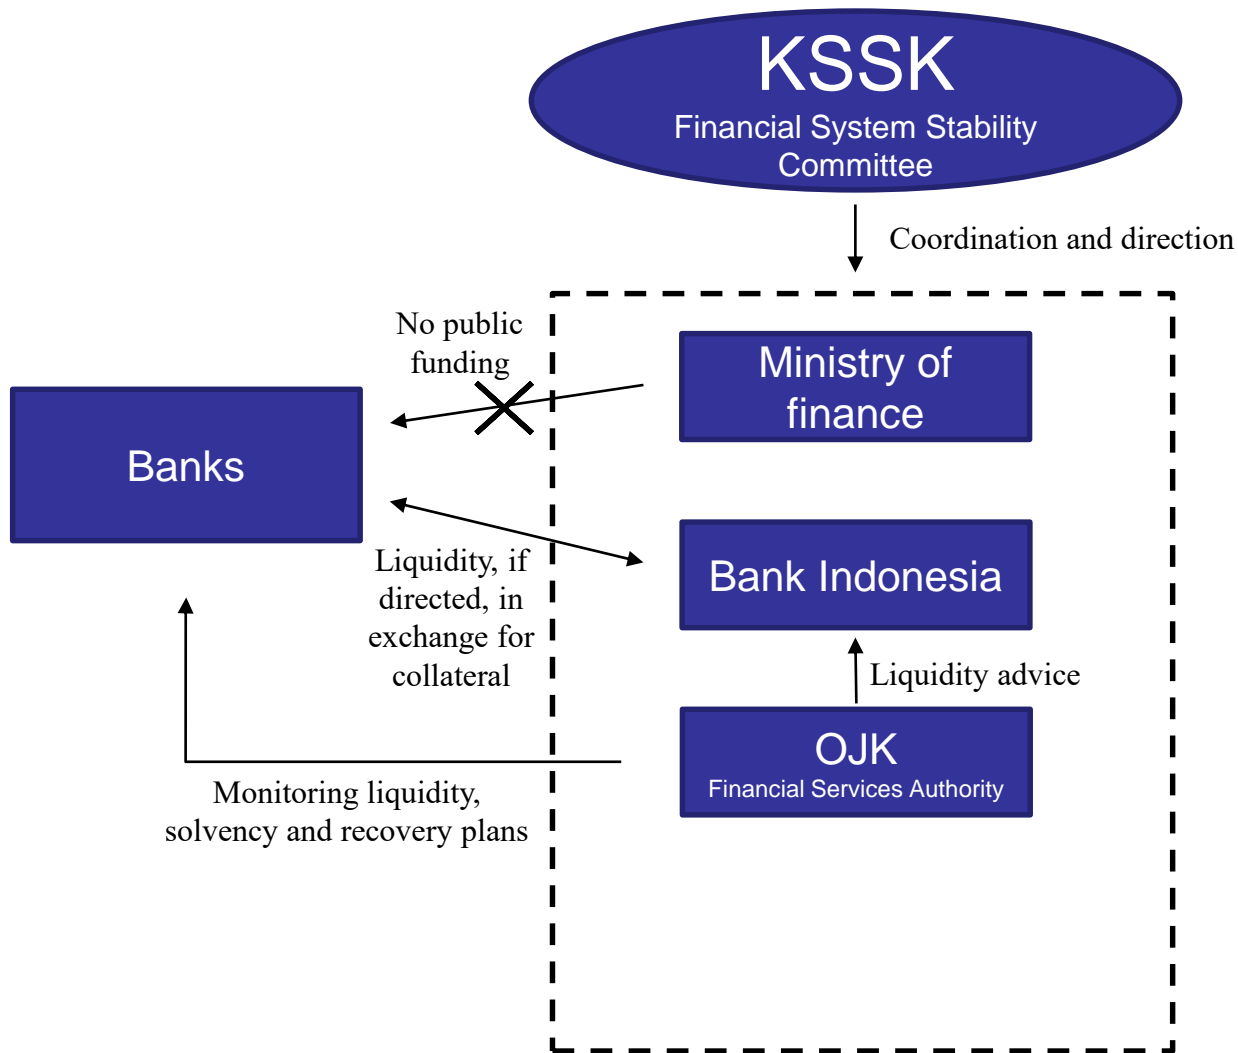 KSSK
Financial System Stability
Committee
Coordination and direction
No public
funding
Ministry of
finance
Banks
Liquidity, if
directed, in
exchange for
collateral
Bank Indonesia
Liquidity advice
OJK
Financial Services Authority
Monitoring liquidity,
solvency and recovery plans